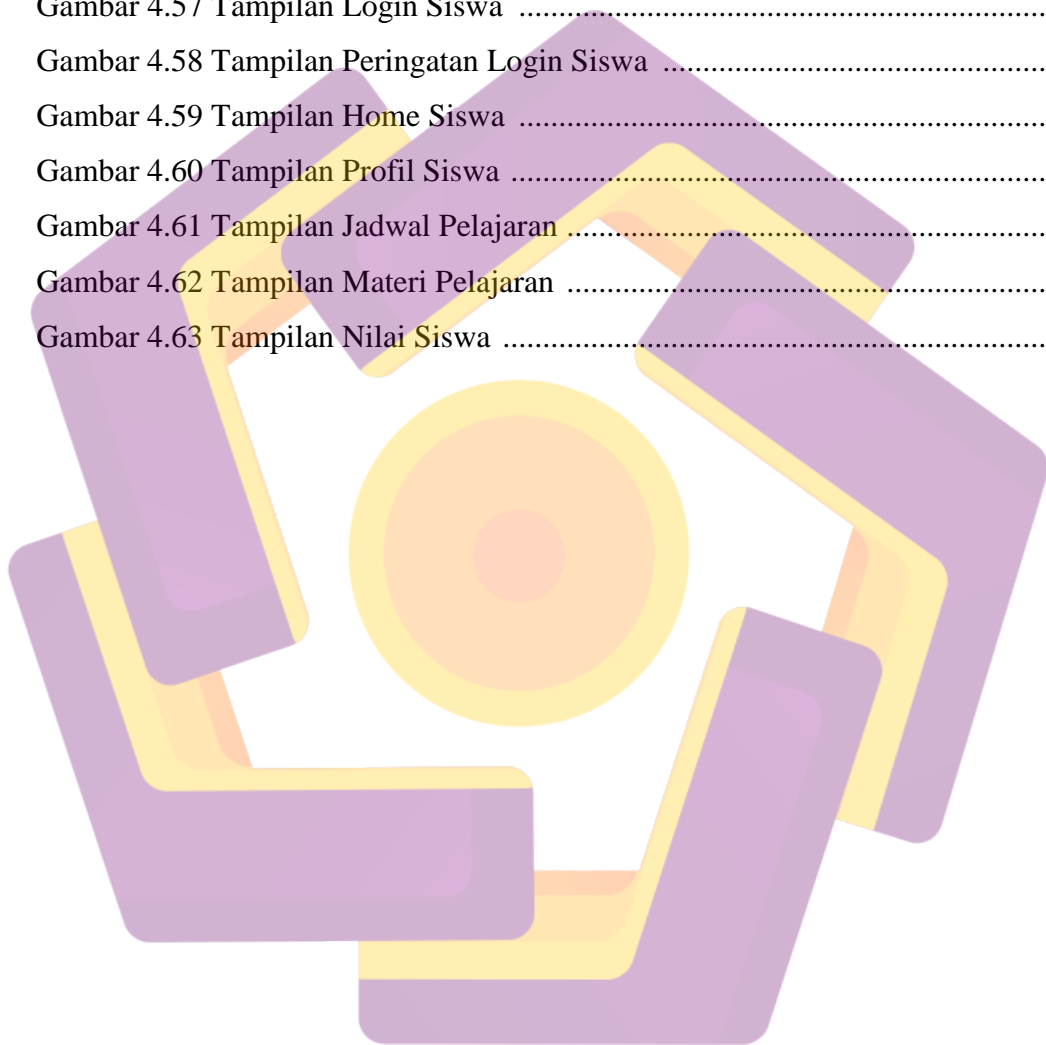 Gambar 4.57 Tampilan Login Siswa ..................................................................
Gambar 4.58 Tampilan Peringatan Login Siswa ................................................
Gambar 4.59 Tampilan Home Siswa ..................................................................
Gambar 4.60 Tampilan Profil Siswa ...................................................................
Gambar 4.61 Tampilan Jadwal Pelajaran ............................................................
Gambar 4.62 Tampilan Materi Pelajaran ............................................................
Gambar 4.63 Tampilan Nilai Siswa ....................................................................